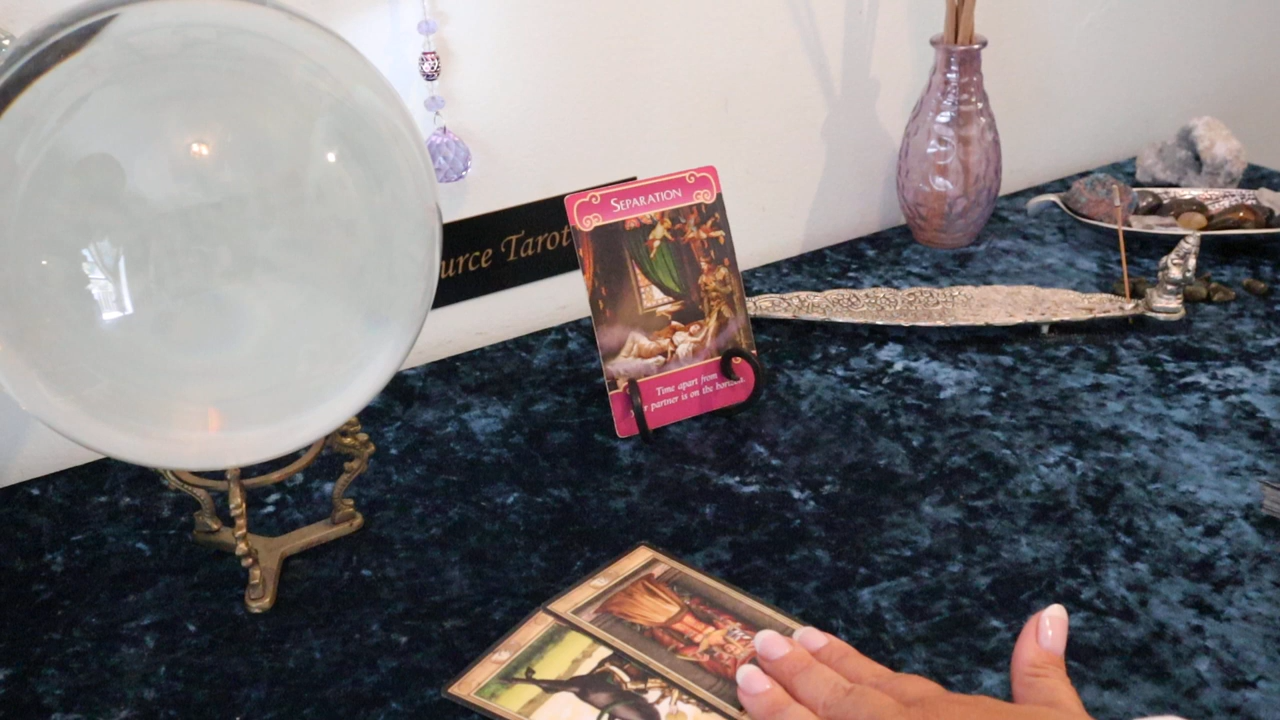 urce Tarot
SEPARATION
Time apart from
r partner is on the horizon.